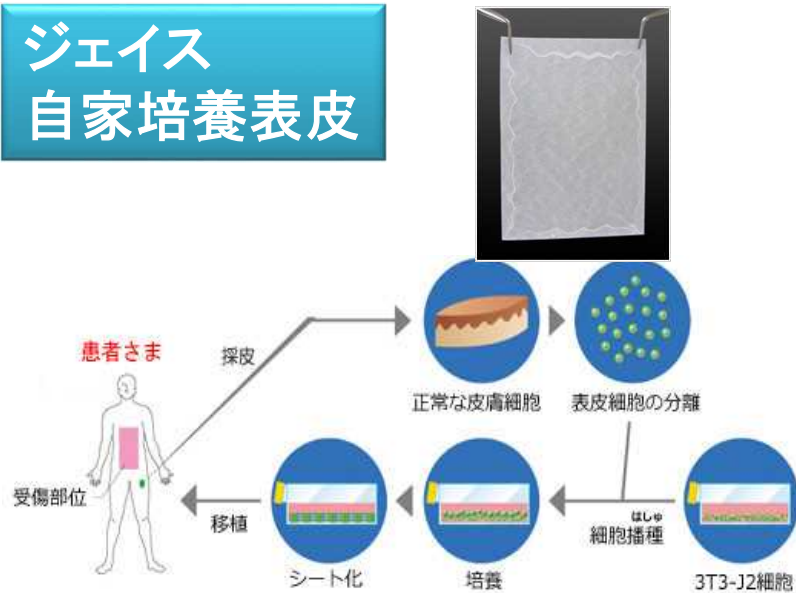 ジェイス
自家培養表皮
患者さま
採皮
正常な皮膚細胞
表皮細胞の分離
受傷部位
移植
はしゅ
細胞播種
シート化
培養
3T3-J2細胞